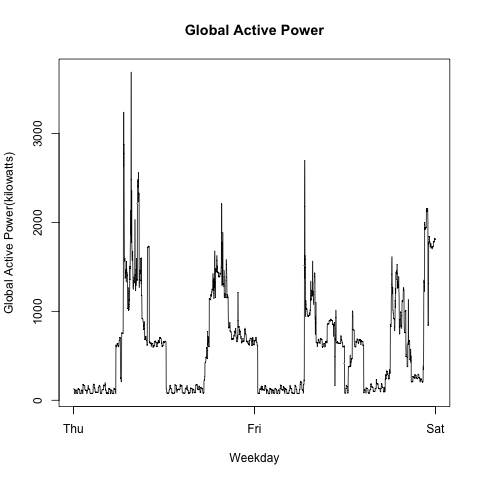 Global Active Power
Global Active Power(kilowatts)
3000
2000
1000
0
Thu
Fri
Sat
Weekday